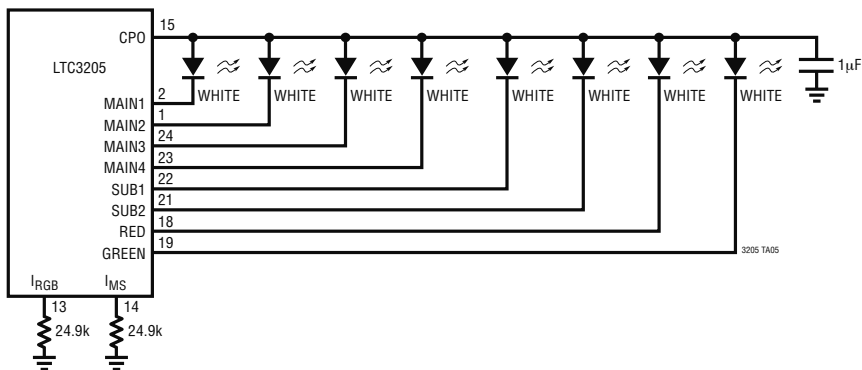 15
CPO
LTC3205
1µF
WHITE WHITE WHITE WHITE WHITE WHITE WHITE WHITE
2
MAIN1
1
MAIN2
24
MAIN3
23
MAIN4
22
SUB1
21
SUB2
18
RED
19
GREEN
3205 TA05
IRGB IMS
13 14
24.9k 24.9k